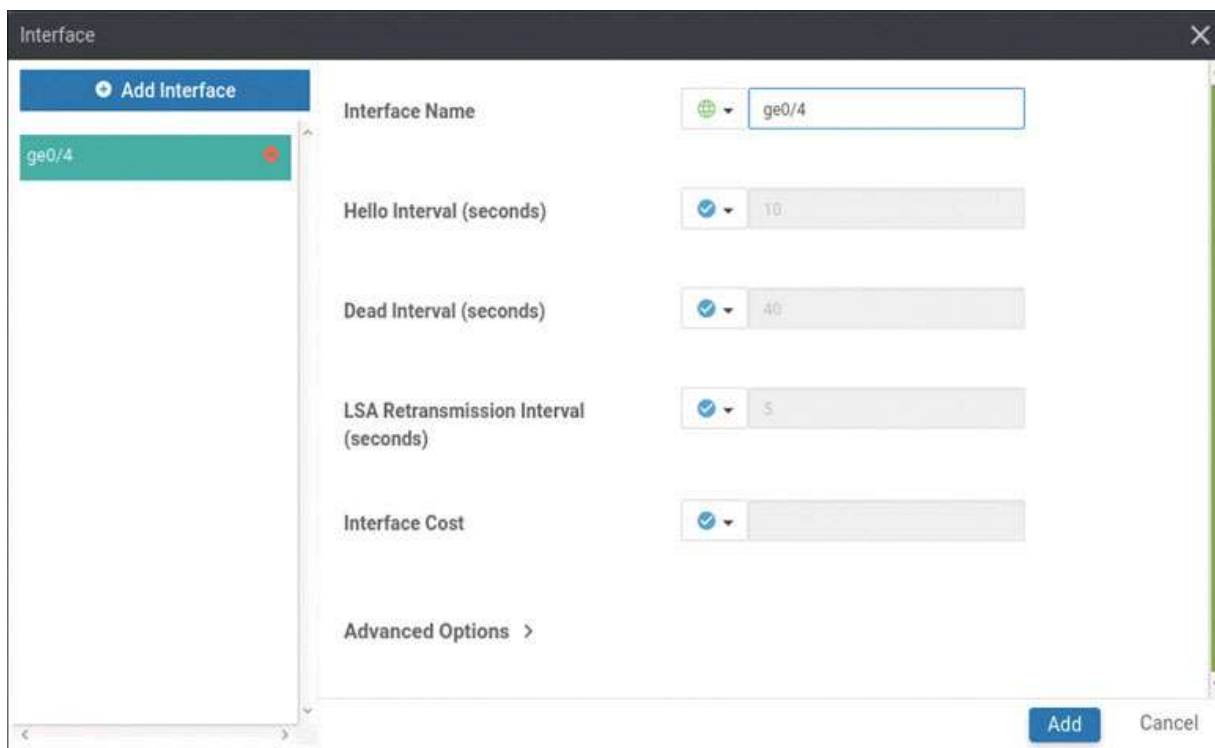 Interface
Add Interface
ge0/4
Interface Name
ge0/4
Hello Interval (seconds)
10
Dead Interval (seconds)
40
LSA Retransmission Interval
(seconds)
5
Interface Cost
Advanced Options
Add
Cancel